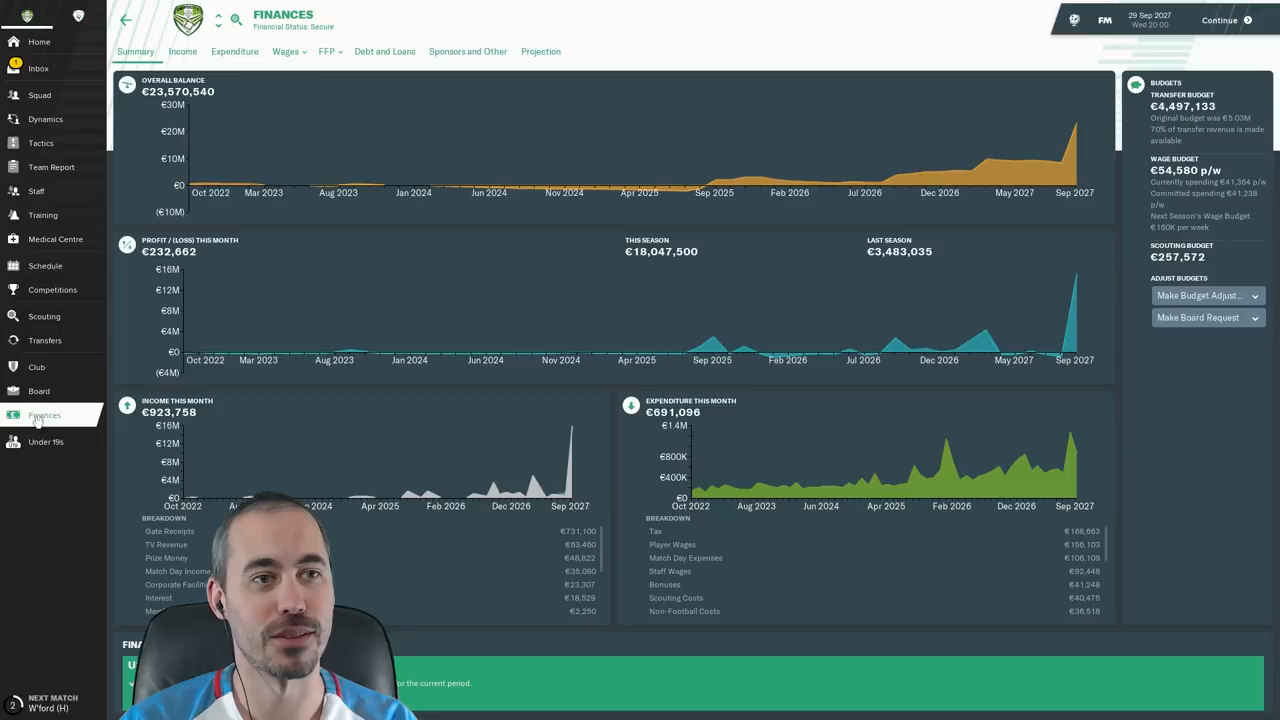 FINANCES
Financial Status: Secure
FM
29 Sep 2027
Wed 20:00
Continue
Summary
Income
Expenditure
Wages
FFP
Debt and Loans
Sponsors and Other
Projection
Home
1
Inbox
Squad
Dynamics
Tactics
Team Report
Staff
Training
Medical Centre
Schedule
Competitions
Scouting
Transfers
Club
Board
Finances
Under 19s
2
NEXT MATCH
W'ford (H)
OVERALL BALANCE
€23,570,540
€30M
€20M
€10M
€0
(€10M)
Oct 2022
Mar 2023
Aug 2023
Jan 2024
Jun 2024
Nov 2024
Apr 2025
Sep 2025
Feb 2026
Jul 2026
Dec 2026
May 2027
Sep 2027
PROFIT / (LOSS) THIS MONTH
€232,662
THIS SEASON
€18,047,500
LAST SEASON
€3,483,035
€16M
€12M
€8M
€4M
€0
(€4M)
Oct 2022
Mar 2023
Aug 2023
Jan 2024
Jun 2024
Nov 2024
Apr 2025
Sep 2025
Feb 2026
Jul 2026
Dec 2026
May 2027
Sep 2027
INCOME THIS MONTH
€923,758
€16M
€12M
€8M
€4M
€0
Oct 2022
2024
Apr 2025
Feb 2026
Dec 2026
Sep 2027
BREAKDOWN
Gate Receipts €731,100
TV Revenue €63,460
Prize Money €48,822
Match Day Income €35,080
Corporate Faciliti €23,307
Interest €18,529
€2,250
EXPENDITURE THIS MONTH
€691,096
€1.4M
€800K
€400K
€0
Oct 2022
Aug 2023
Jun 2024
Apr 2025
Feb 2026
Dec 2026
Sep 2027
BREAKDOWN
Tax €168,663
Player Wages €156,103
Match Day Expenses €106,109
Staff Wages €92,448
Bonuses €41,248
Scouting Costs €40,475
Non-Football Costs €36,518
FINA
U
or the current period.
BUDGETS
TRANSFER BUDGET
€4,497,133
Original budget was €5.03M
70% of transfer revenue is made
available
WAGE BUDGET
€54,580 p/w
Currently spending €41,364 p/w
Committed spending €41,238
p/w
Next Season's Wage Budget
€160K per week
SCOUTING BUDGET
€257,572
ADJUST BUDGETS
Make Budget Adjust...
Make Board Request